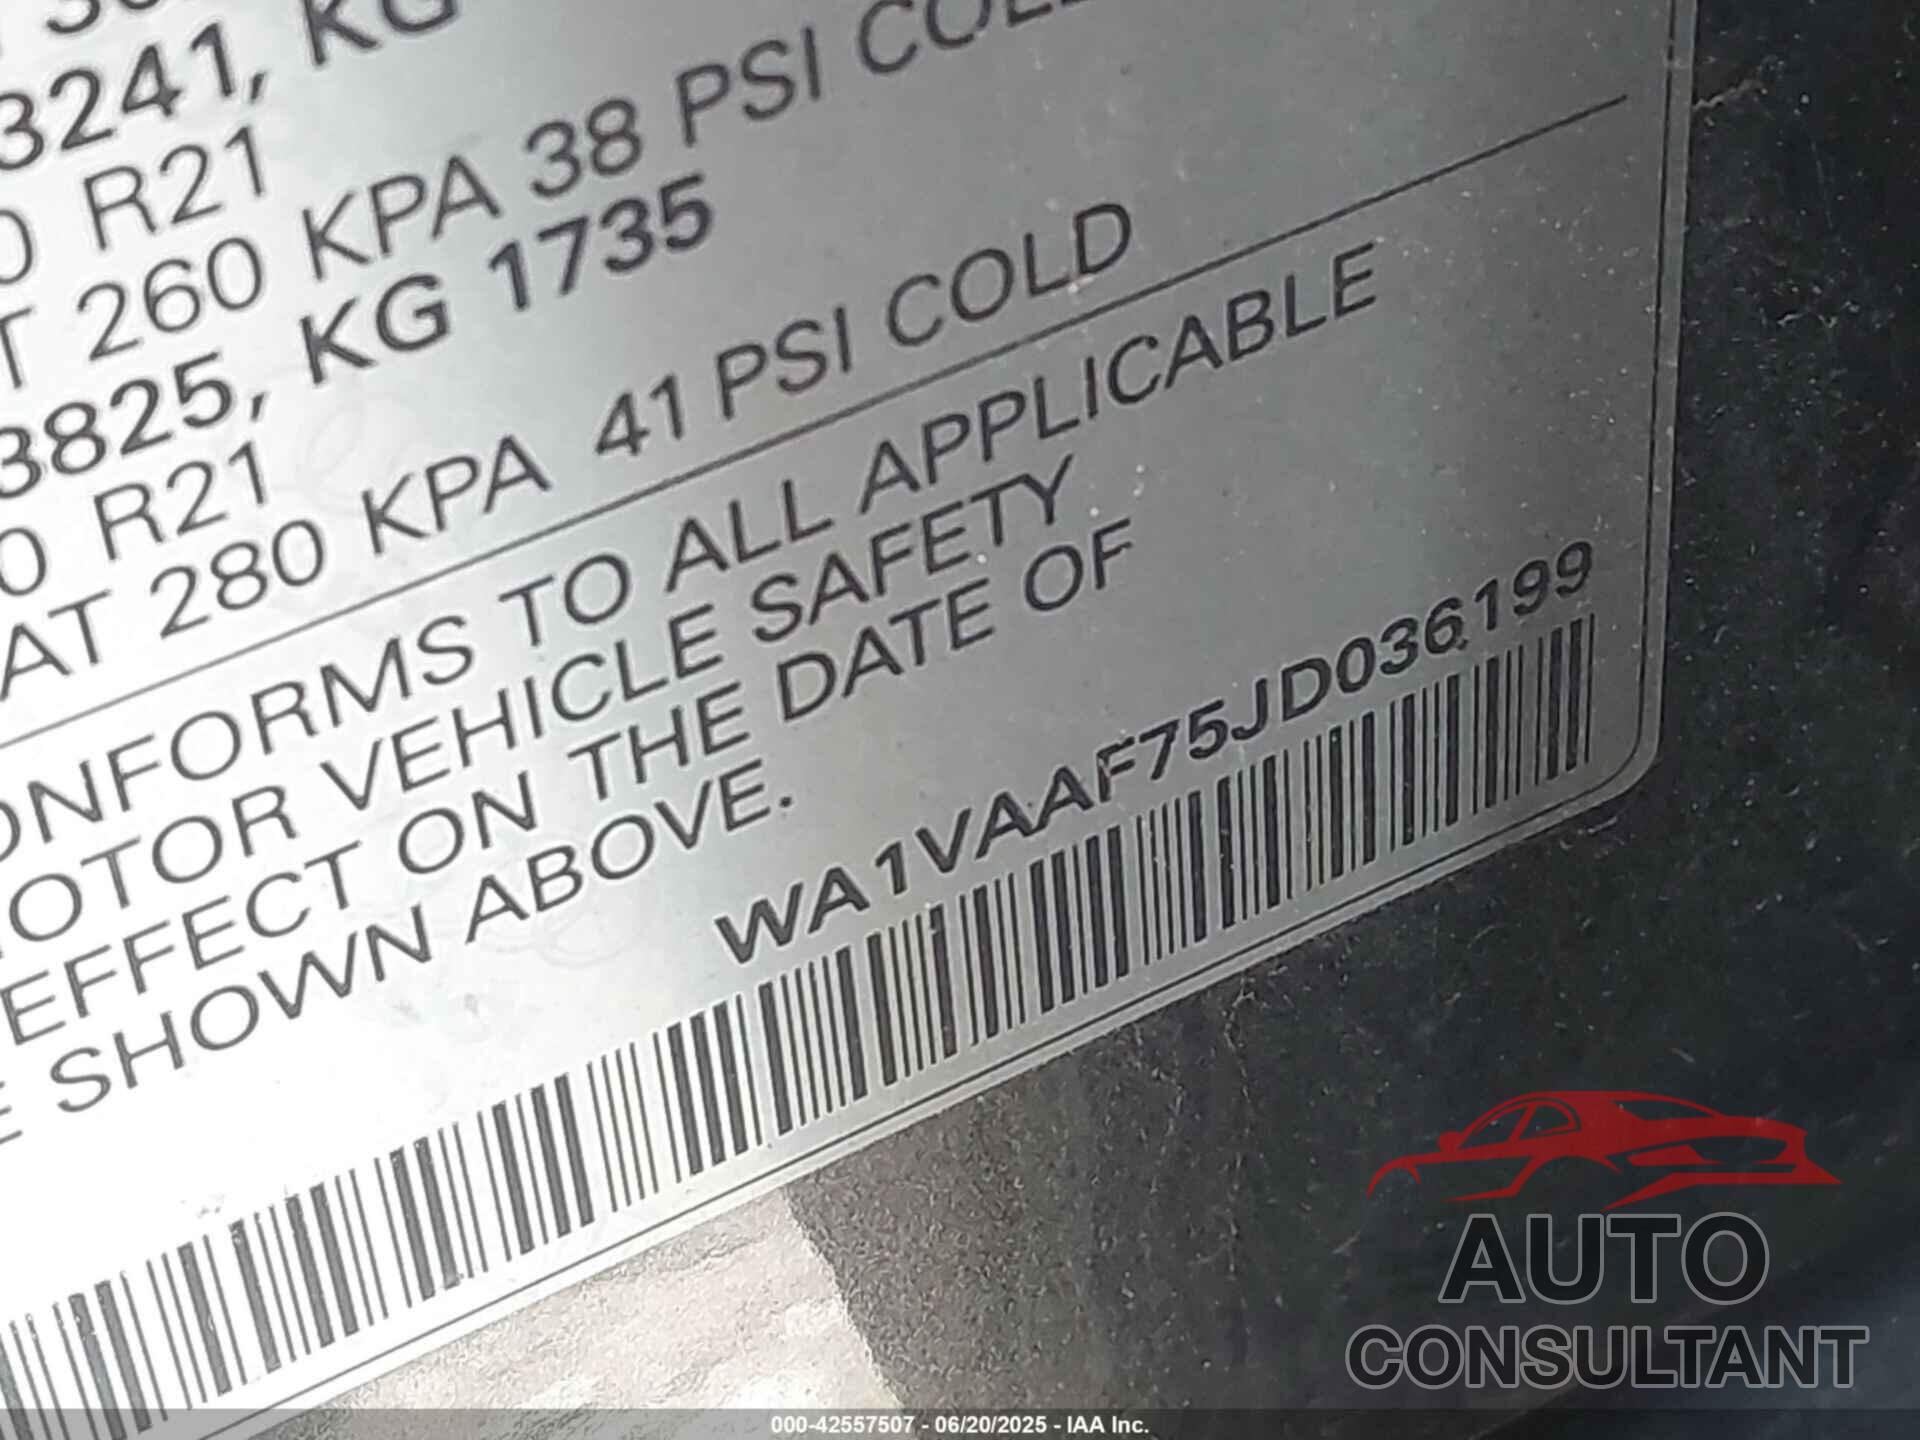 3241, KG
0 R21
T 260 KPA 38 PSI COLD
3825, KG 1735
0 R21
AT 280 KPA 41 PSI COLD
ONFORMS TO ALL APPLICABLE
MOTOR VEHICLE SAFETY
EFFECT ON THE DATE OF
E SHOWN ABOVE.
WA1VAAF75JD036199
AUTO
CONSULTANT
000-42557507 - 06/20/2025 - IAA Inc.